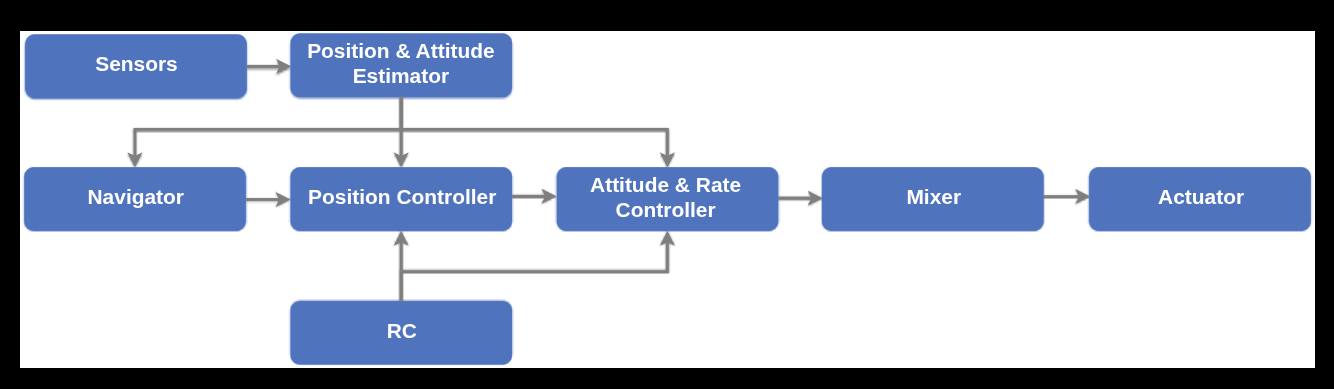 Sensors
Position & Attitude
Estimator
Navigator
Position Controller
Attitude & Rate
Controller
Mixer
Actuator
RC